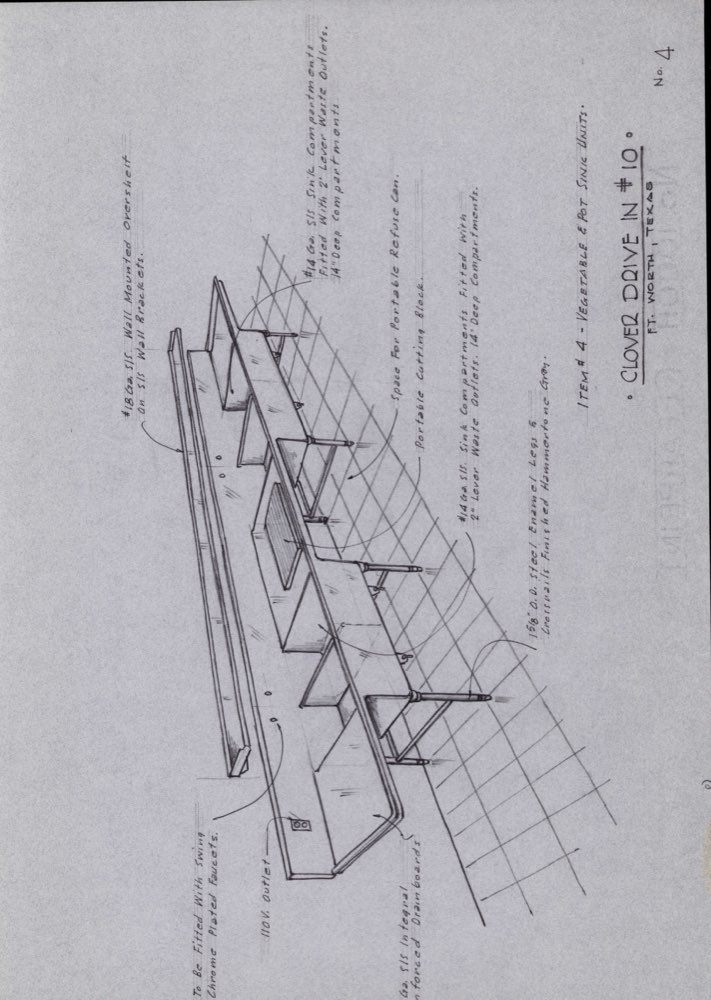 #18 Ga. S/S. Wall Mounted Overshelf
On S/S Wall Brackets.
#14 Ga. S/S. Sink Compartments
Fitted With 2" Lever Waste Outlets.
14" Deep Compartments.
Space For Portable Refuse Can.
Portable Cutting Block.
#14 Ga. S/S. Sink Compartments Fitted With
2" Lever Waste Outlets. 14" Deep Compartments.
1 5/8" O.D. Steel Enamel Legs &
Crossrails Finished Hammertone Grey.
To Be Fitted With Swing
Chrome Plated Faucets.
110 V. Outlet
Ga. S/S Integral
nforced Drainboards
ITEM # 4 - VEGETABLE & POT SINK UNITS.
• CLOVER DRIVE IN #10 •
FT. WORTH, TEXAS
No. 4